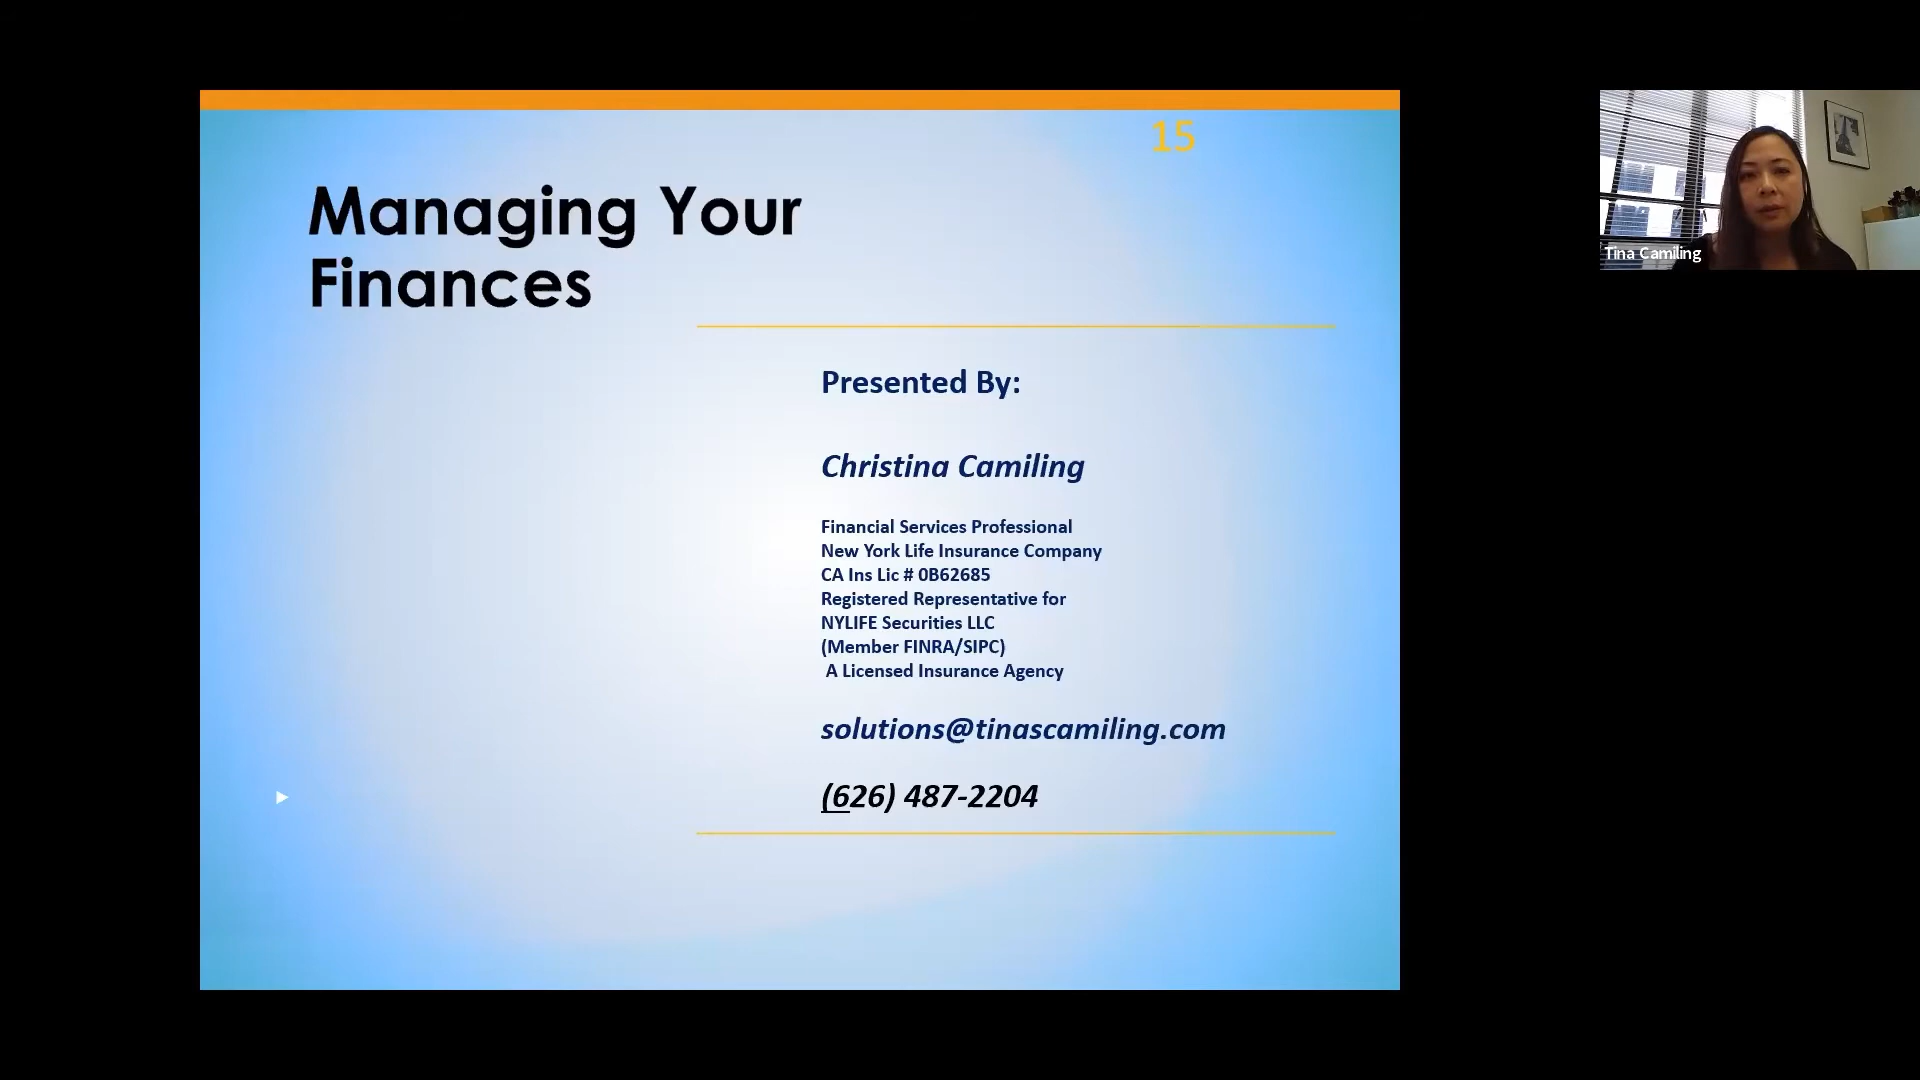 15
Managing Your
Finances
Presented By:
Christina Camiling
Financial Services Professional
New York Life Insurance Company
CA Ins Lic # 0B62685
Registered Representative for
NYLIFE Securities LLC
(Member FINRA/SIPC)
A Licensed Insurance Agency
solutions@tinascamiling.com
(626) 487-2204
Tina Camiling